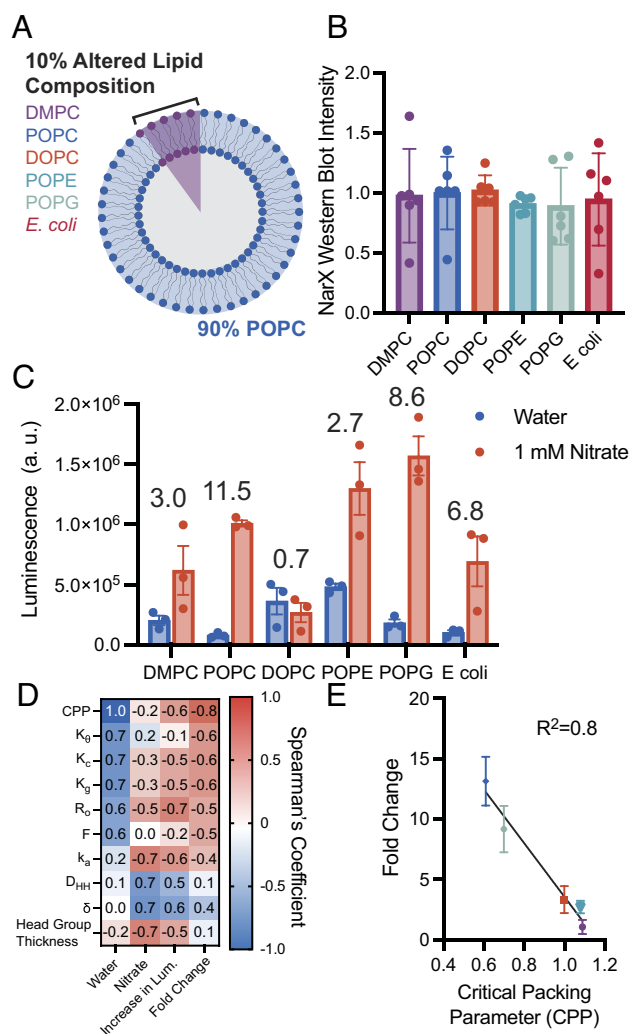 A
10% Altered Lipid
Composition
DMPC
POPC
DOPC
POPE
POPG
E. coli
90% POPC
B
NarX Western Blot Intensity
2.0
1.5
1.0
0.5
0.0
DMPC
POPC
DOPC
POPE
POPG
E coli
C
Luminescence (a. u.)
2.0×10⁶
1.5×10⁶
1.0×10⁶
5.0×10⁵
0.0
3.0
11.5
0.7
2.7
8.6
6.8
Water
1 mM Nitrate
DMPC POPC DOPC POPE POPG E coli
D
CPP 1.0 -0.2 -0.6 -0.8
Kθ 0.7 0.2 -0.1 -0.6
Kc 0.7 -0.3 -0.5 -0.6
Kg 0.7 -0.3 -0.5 -0.6
Ro 0.6 -0.5 -0.7 -0.5
F 0.6 0.0 -0.2 -0.5
ka 0.2 -0.7 -0.6 -0.4
DHH 0.1 0.7 0.5 0.1
δ 0.0 0.7 0.6 0.4
Head Group
Thickness -0.2 -0.7 -0.5 0.1
Water
Nitrate
Increase in Lum.
Fold Change
1.0
0.5
0
-0.5
-1.0
Spearman's Coefficient
E
R²=0.8
Fold Change
20
15
10
5
0
0.4 0.6 0.8 1.0 1.2
Critical Packing
Parameter (CPP)